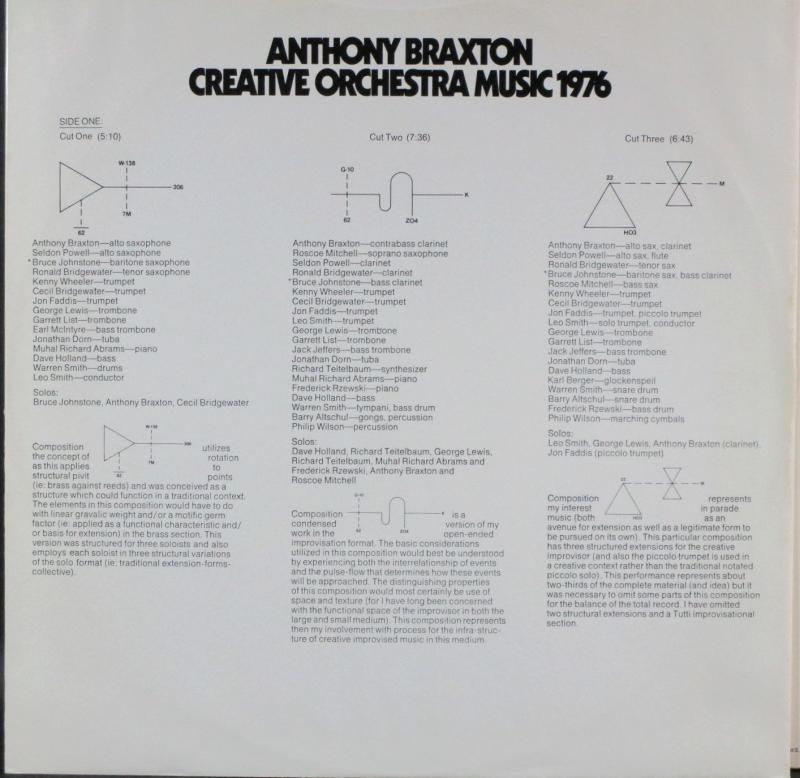 ANTHONY BRAXTON
CREATIVE ORCHESTRA MUSIC 1976
SIDE ONE:
Cut One (5:10)
W-138
306
7M
62
Anthony Braxton—alto saxophone
Seldon Powell—alto saxophone
*Bruce Johnstone—baritone saxophone
Ronald Bridgewater—tenor saxophone
Kenny Wheeler—trumpet
Cecil Bridgewater—trumpet
Jon Faddis—trumpet
George Lewis—trombone
Garrett List—trombone
Earl McIntyre—bass trombone
Jonathan Dorn—tuba
Muhal Richard Abrams—piano
Dave Holland—bass
Warren Smith—drums
Leo Smith—conductor
Solos:
Bruce Johnstone, Anthony Braxton, Cecil Bridgewater
W-138
306
7M
62
Composition utilizes
the concept of rotation
as this applies to
structural pivit points
(ie: brass against reeds) and was conceived as a
structure which could function in a traditional context.
The elements in this composition would have to do
with linear gravalic weight and/or a motific germ
factor (ie: applied as a functional characteristic and/
or basis for extension) in the brass section. This
version was structured for three soloists and also
employs each soloist in three structural variations
of the solo format (ie: traditional extension-forms-
collective).
Cut Two (7:36)
G-10
K
62
ZO4
Anthony Braxton—contrabass clarinet
Roscoe Mitchell—soprano saxophone
Seldon Powell—clarinet
Ronald Bridgewater—clarinet
*Bruce Johnstone—bass clarinet
Kenny Wheeler—trumpet
Cecil Bridgewater—trumpet
Jon Faddis—trumpet
Leo Smith—trumpet
George Lewis—trombone
Garrett List—trombone
Jack Jeffers—bass trombone
Jonathan Dorn—tuba
Richard Teitelbaum—synthesizer
Muhal Richard Abrams—piano
Frederick Rzewski—piano
Dave Holland—bass
Warren Smith—tympani, bass drum
Barry Altschul—gongs, percussion
Philip Wilson—percussion
Solos:
Dave Holland, Richard Teitelbaum, George Lewis,
Richard Teitelbaum, Muhal Richard Abrams and
Frederick Rzewski, Anthony Braxton and
Roscoe Mitchell
G-10
K
62
ZO4
Composition is a
condensed version of my
work in the open-ended
improvisation format. The basic considerations
utilized in this composition would best be understood
by experiencing both the interrelationship of events
and the pulse-flow that determines how these events
will be approached. The distinguishing properties
of this composition would most certainly be use of
space and texture (for I have long been concerned
with the functional space of the improvisor in both the
large and small medium). This composition represents
then my involvement with process for the infra-struc-
ture of creative improvised music in this medium.
Cut Three (6:43)
22
M
HO3
Anthony Braxton—alto sax, clarinet
Seldon Powell—alto sax, flute
Ronald Bridgewater—tenor sax
*Bruce Johnstone—baritone sax, bass clarinet
Roscoe Mitchell—bass sax
Kenny Wheeler—trumpet
Cecil Bridgewater—trumpet
Jon Faddis—trumpet, piccolo trumpet
Leo Smith—solo trumpet, conductor
George Lewis—trombone
Garrett List—trombone
Jack Jeffers—bass trombone
Jonathan Dorn—tuba
Dave Holland—bass
Karl Berger—glockenspeil
Warren Smith—snare drum
Barry Altschul—snare drum
Frederick Rzewski—bass drum
Philip Wilson—marching cymbals
Solos:
Leo Smith, George Lewis, Anthony Braxton (clarinet),
Jon Faddis (piccolo trumpet)
22
M
HO3
Composition represents
my interest in parade
music (both as an
avenue for extension as well as a legitimate form to
be pursued on its own). This particular composition
has three structured extensions for the creative
improvisor (and also the piccolo trumpet is used in
a creative context rather than the traditional notated
piccolo solo). This performance represents about
two-thirds of the complete material (and idea) but it
was necessary to omit some parts of this composition
for the balance of the total record. I have omitted
two structural extensions and a Tutti improvisational
section.